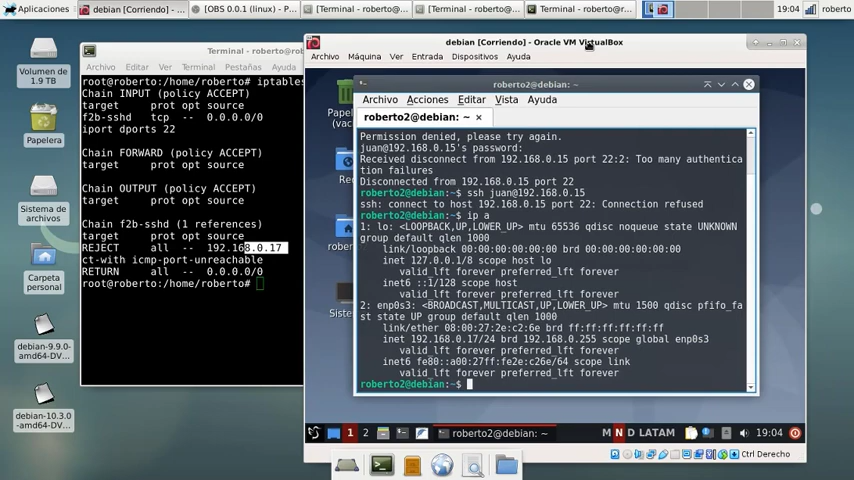 Aplicaciones
debian [Corriendo] - ...
[OBS 0.0.1 (linux) - P...
[Terminal - roberto@...
[Terminal - roberto@...
Terminal - roberto@r...
19:04
roberto
Volumen de
1.9 TB
Papelera
Sistema de
archivos
Carpeta
personal
debian-9.9.0-
amd64-DV...
debian-10.3.0
-amd64-DV...
Terminal - roberto@ro
Archivo Editar Ver Terminal Pestañas Ayuda
root@roberto:/home/roberto# iptables
Chain INPUT (policy ACCEPT)
target prot opt source
f2b-sshd tcp -- 0.0.0.0/0
iport dports 22
Chain FORWARD (policy ACCEPT)
target prot opt source
Chain OUTPUT (policy ACCEPT)
target prot opt source
Chain f2b-sshd (1 references)
target prot opt source
REJECT all -- 192.168.0.17
ct-with icmp-port-unreachable
RETURN all -- 0.0.0.0/0
root@roberto:/home/roberto#
debian [Corriendo] - Oracle VM VirtualBox
Archivo Máquina Ver Entrada Dispositivos Ayuda
Papel
(vac
Re
robert
Siste
roberto2@debian: ~
Archivo Acciones Editar Vista Ayuda
roberto2@debian: ~ ×
Permission denied, please try again.
juan@192.168.0.15's password:
Received disconnect from 192.168.0.15 port 22:2: Too many authentica
tion failures
Disconnected from 192.168.0.15 port 22
roberto2@debian:~$ ssh juan@192.168.0.15
ssh: connect to host 192.168.0.15 port 22: Connection refused
roberto2@debian:~$ ip a
1: lo: <LOOPBACK,UP,LOWER_UP> mtu 65536 qdisc noqueue state UNKNOWN
group default qlen 1000
link/loopback 00:00:00:00:00:00 brd 00:00:00:00:00:00
inet 127.0.0.1/8 scope host lo
valid_lft forever preferred_lft forever
inet6 ::1/128 scope host
valid_lft forever preferred_lft forever
2: enp0s3: <BROADCAST,MULTICAST,UP,LOWER_UP> mtu 1500 qdisc pfifo_fa
st state UP group default qlen 1000
link/ether 08:00:27:2e:c2:6e brd ff:ff:ff:ff:ff:ff
inet 192.168.0.17/24 brd 192.168.0.255 scope global enp0s3
valid_lft forever preferred_lft forever
inet6 fe80::a00:27ff:fe2e:c26e/64 scope link
valid_lft forever preferred_lft forever
roberto2@debian:~$
1 2 roberto2@debian: ~ M N D LATAM 19:04
Ctrl Derecho